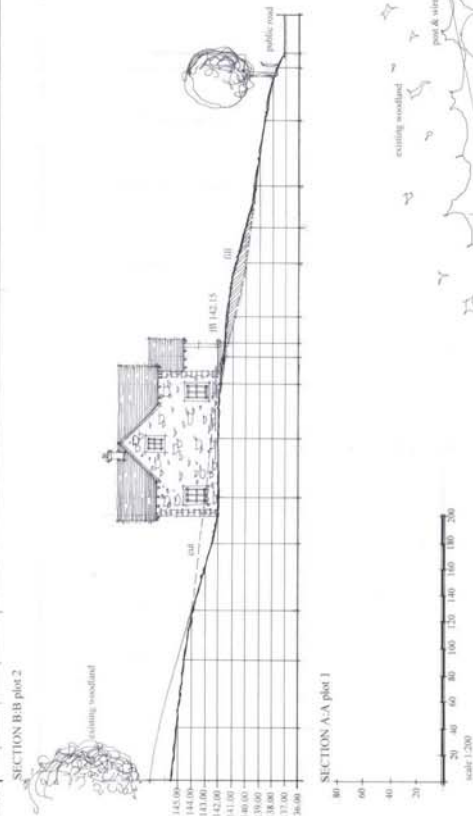 SECTION B:B plot 2
existing woodland
cut
ffl 142.15
fill
public road
145.00
144.00
143.00
142.00
141.00
140.00
139.00
138.00
137.00
136.00
SECTION A:A plot 1
80
60
40
20
20 40 60 80 100 120 140 160 180 200
scale 1:200
existing woodland
post & wire